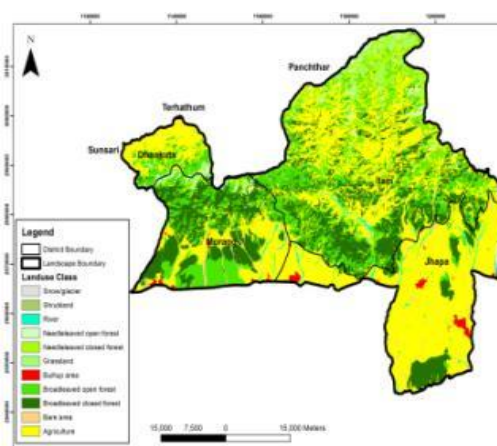 N
Panchthar
Terhathum
Sunsari
Dhankuta
Ilam
Morang
Jhapa
Legend
District Boundary
Landscape Boundary
Landuse Class
Snow/glacier
Shrubland
River
Needleleaved open forest
Needleleaved closed forest
Grassland
Builtup area
Broadleaved open forest
Broadleaved closed forest
Bare area
Agriculture
15,000 7,500 0 15,000 Meters